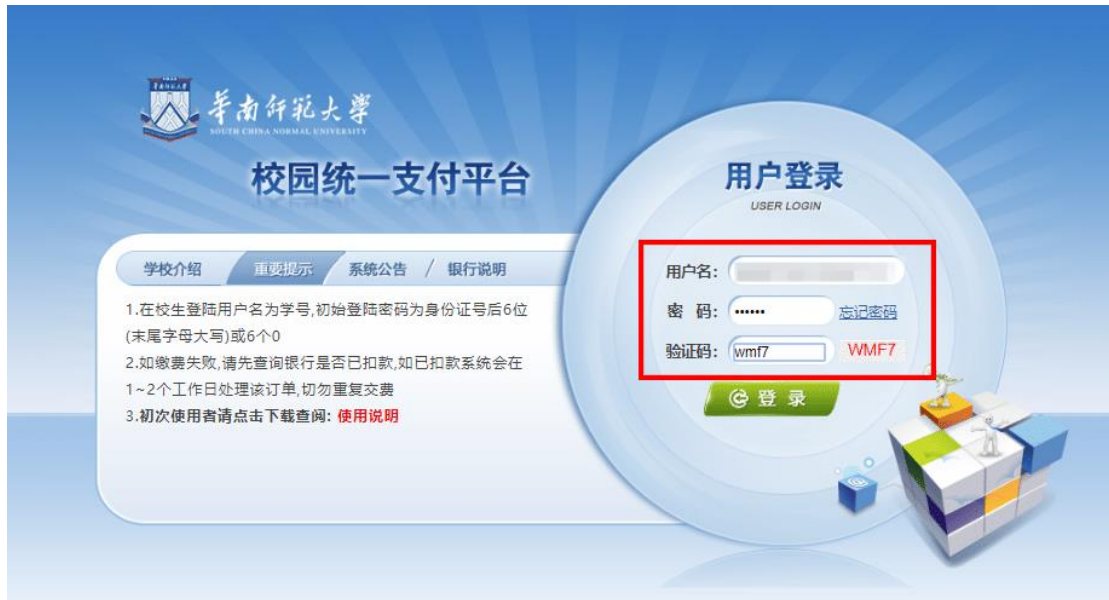 華南師範大學
SOUTH CHINA NORMAL UNIVERSITY
校园统一支付平台
学校介绍 重要提示 系统公告 / 银行说明
1.在校生登陆用户名为学号,初始登陆密码为身份证号后6位
(末尾字母大写)或6个0
2.如缴费失败,请先查询银行是否已扣款,如已扣款系统会在
1~2个工作日处理该订单,切勿重复交费
3.初次使用者请点击下载查阅: 使用说明
用户登录
USER LOGIN
用户名:
密 码: •••••• 忘记密码
验证码: wmf7 WMF7
登 录